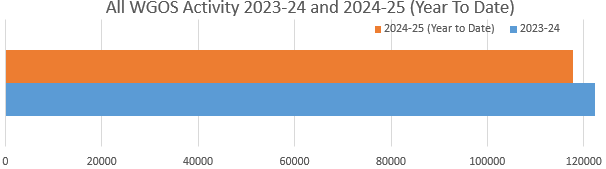 All WGOS Activity 2023-24 and 2024-25 (Year To Date)
2024-25 (Year to Date) 2023-24
0 20000 40000 60000 80000 100000 120000